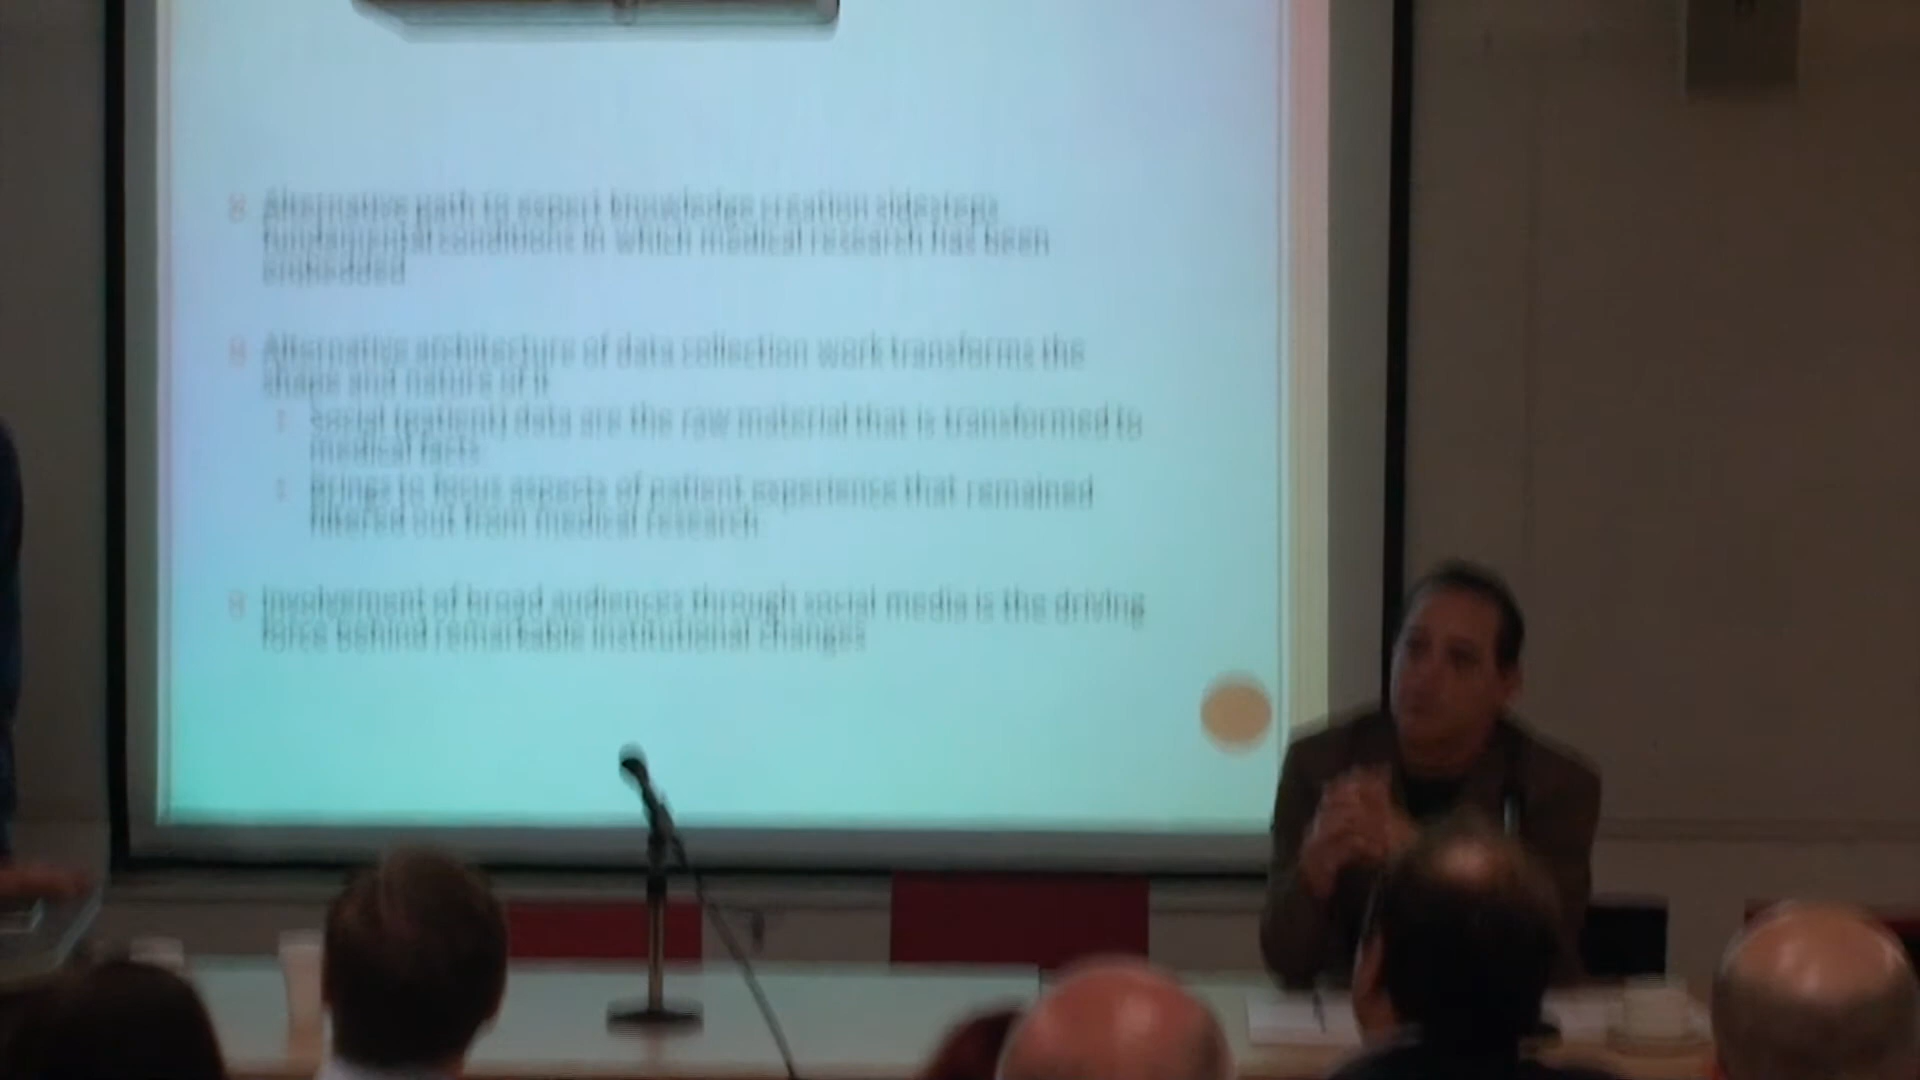 Alternative path to expert knowledge creation sidesteps
fundamental conditions in which medical research has been
embedded
Alternative architecture of data collection work transforms the
shape and nature of it
Social (patient) data are the raw material that is transformed to
medical facts
Brings to focus aspects of patient experience that remained
filtered out from medical research
Involvement of broad audiences through social media is the driving
force behind remarkable institutional changes